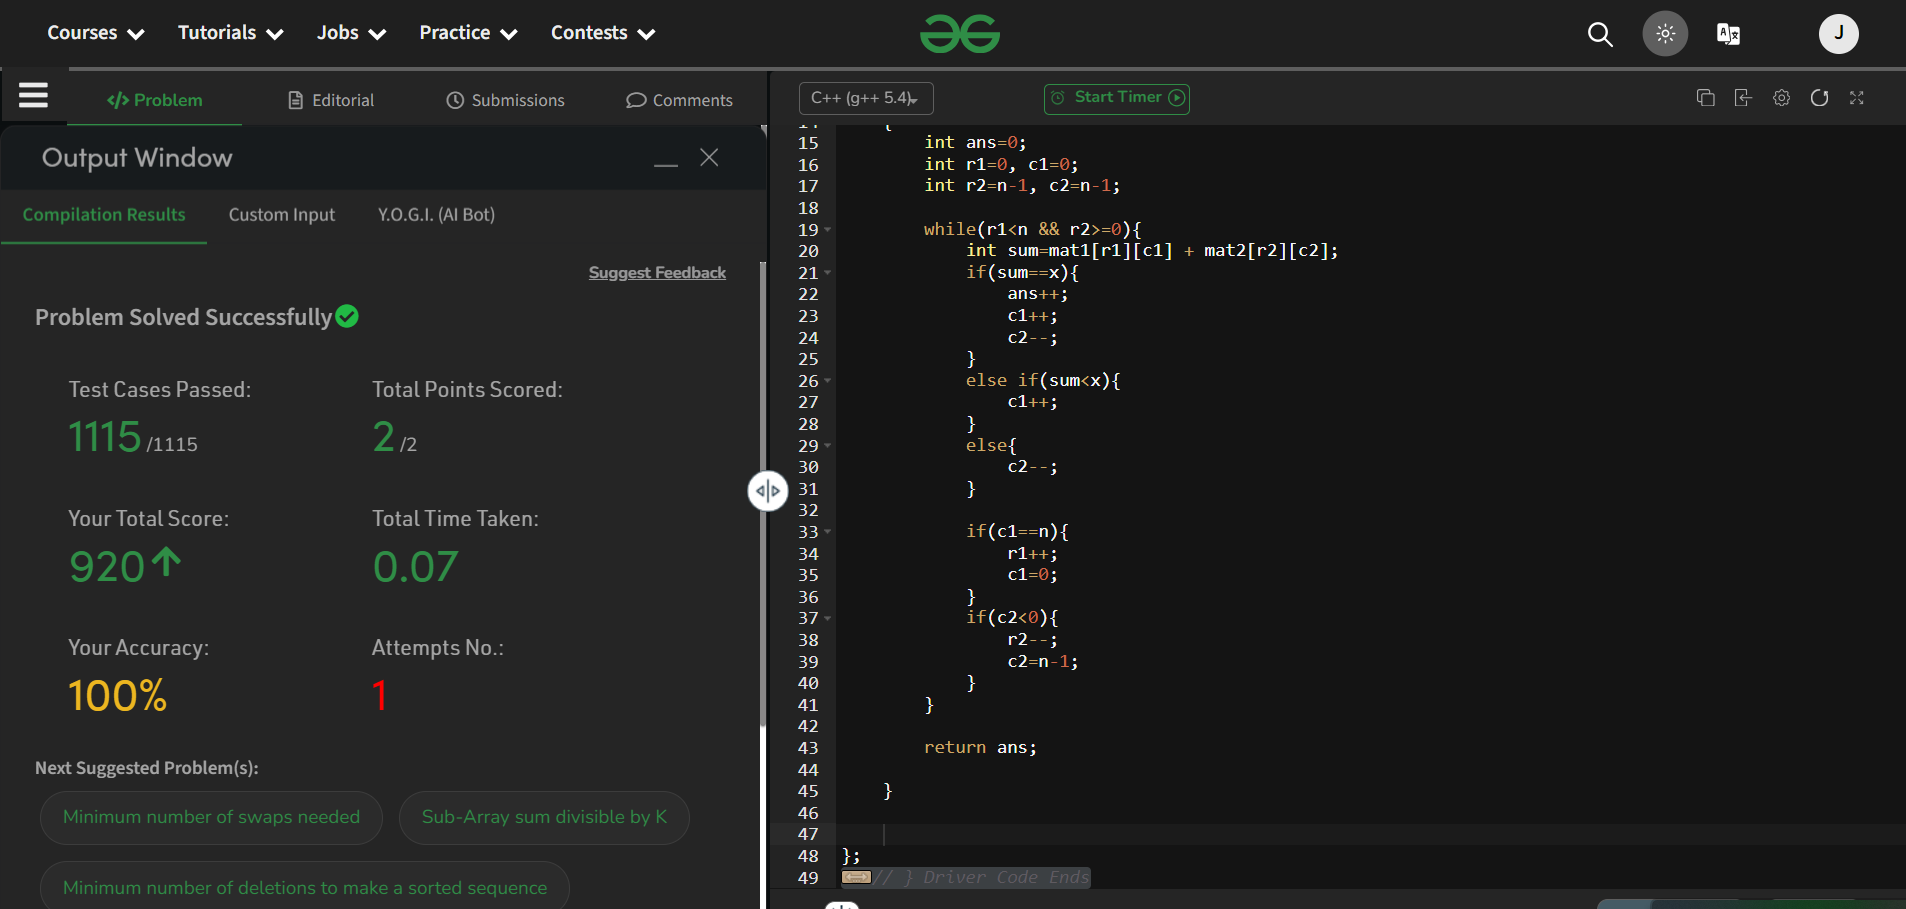 Courses Tutorials Jobs Practice Contests J
Problem Editorial Submissions Comments
Output Window
Compilation Results Custom Input Y.O.G.I. (AI Bot)
Suggest Feedback
Problem Solved Successfully
Test Cases Passed: Total Points Scored:
1115 /1115 2 /2
Your Total Score: Total Time Taken:
920 0.07
Your Accuracy: Attempts No.:
100% 1
Next Suggested Problem(s):
Minimum number of swaps needed Sub-Array sum divisible by K
Minimum number of deletions to make a sorted sequence
C++ (g++ 5.4) Start Timer
14 {
15 int ans=0;
16 int r1=0, c1=0;
17 int r2=n-1, c2=n-1;
18
19 while(r1<n && r2>=0){
20 int sum=mat1[r1][c1] + mat2[r2][c2];
21 if(sum==x){
22 ans++;
23 c1++;
24 c2--;
25 }
26 else if(sum<x){
27 c1++;
28 }
29 else{
30 c2--;
31 }
32
33 if(c1==n){
34 r1++;
35 c1=0;
36 }
37 if(c2<0){
38 r2--;
39 c2=n-1;
40 }
41 }
42
43 return ans;
44
45 }
46
47
48 };
49 // } Driver Code Ends